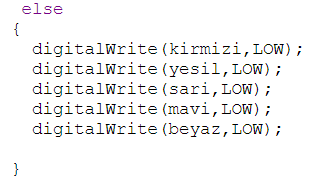 else
{
digitalWrite(kirmizi,LOW);
digitalWrite(yesil,LOW);
digitalWrite(sari,LOW);
digitalWrite(mavi,LOW);
digitalWrite(beyaz,LOW);
}